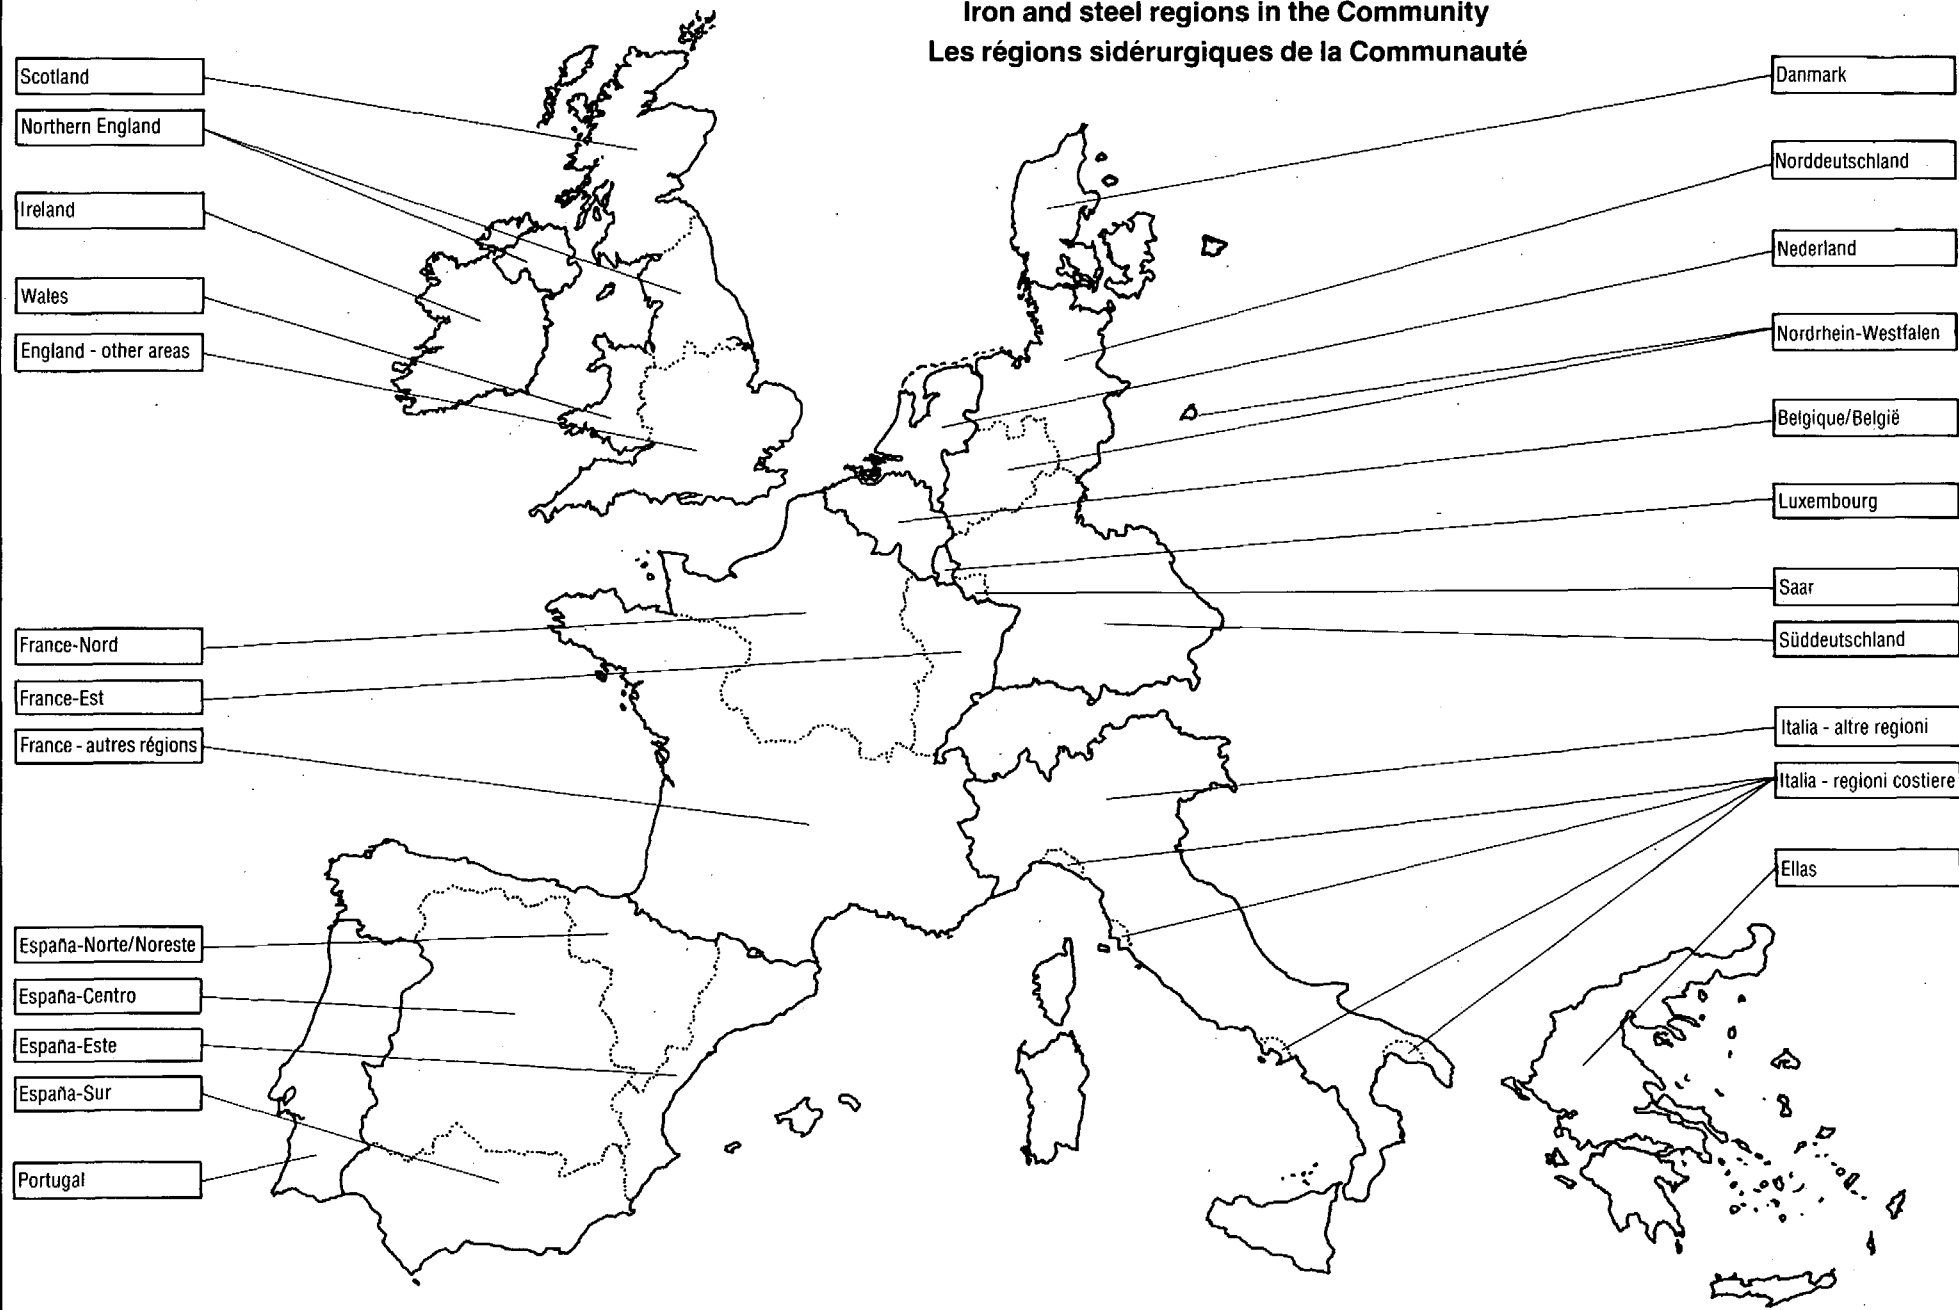 Iron and steel regions in the Community
Les régions sidérurgiques de la Communauté
Scotland
Northern England
Ireland
Wales
England - other areas
France-Nord
France-Est
France - autres régions
España-Norte/Noreste
España-Centro
España-Este
España-Sur
Portugal
Danmark
Norddeutschland
Nederland
Nordrhein-Westfalen
Belgique/België
Luxembourg
Saar
Süddeutschland
Italia - altre regioni
Italia - regioni costiere
Ellas